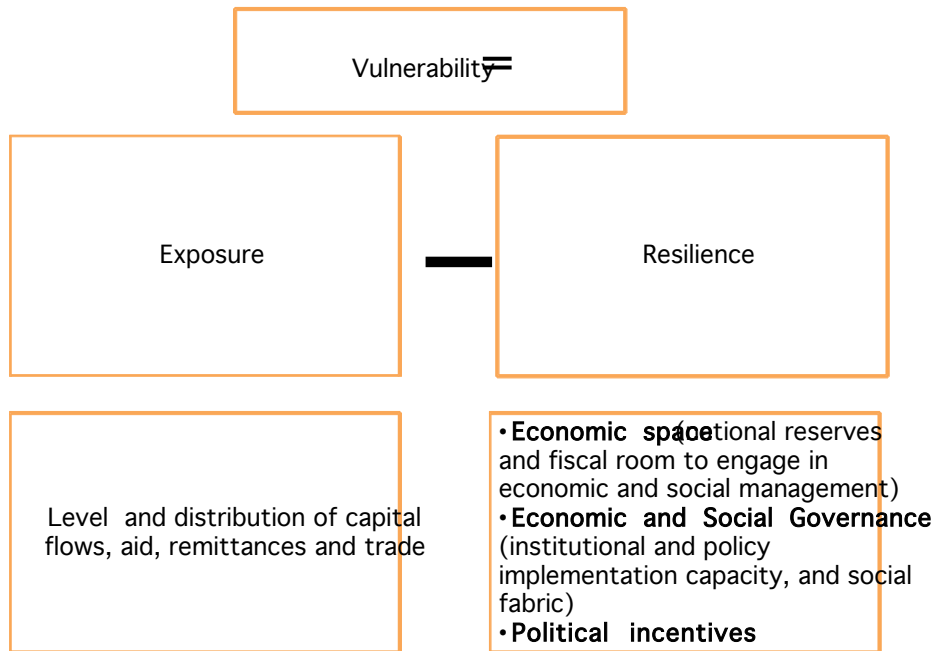 Vulnerability=
Exposure
—
Resilience
Level and distribution of capital
flows, aid, remittances and trade
•Economic space (national reserves
and fiscal room to engage in
economic and social management)
•Economic and Social Governance
(institutional and policy
implementation capacity, and social
fabric)
•Political incentives